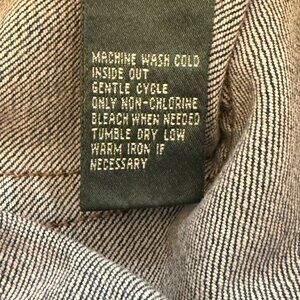 MACHINE WASH COLD
INSIDE OUT
GENTLE CYCLE
ONLY NON-CHLORINE
BLEACH WHEN NEEDED
TUMBLE DRY LOW
WARM IRON IF
NECESSARY